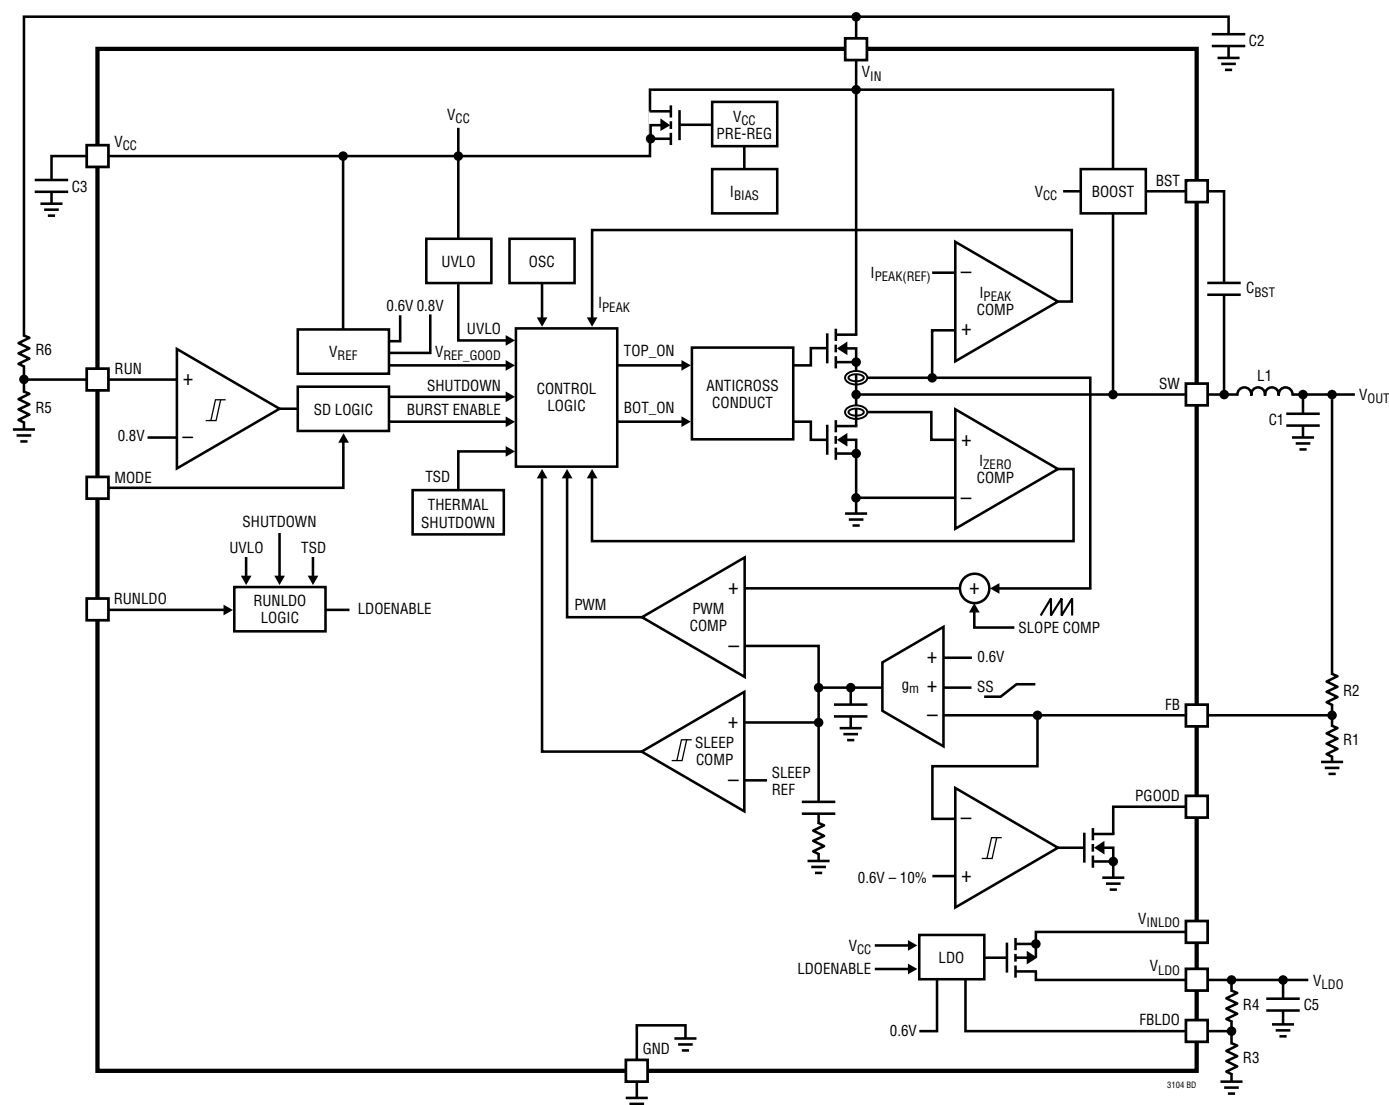 C2
VIN
VCC
VCC
PRE-REG
VCC
C3
IBIAS
VCC
BOOST
BST
UVLO
OSC
IPEAK(REF)
−
IPEAK
COMP
+
CBST
IPEAK
0.6V 0.8V
UVLO
R6
RUN
VREF
VREF_GOOD
TOP_ON
+
SHUTDOWN
CONTROL
LOGIC
ANTICROSS
CONDUCT
SW
L1
VOUT
R5
SD LOGIC
BURST ENABLE
BOT_ON
C1
0.8V
−
+
IZERO
COMP
−
MODE
TSD
THERMAL
SHUTDOWN
SHUTDOWN
UVLO
TSD
RUNLDO
RUNLDO
LOGIC
LDOENABLE
PWM
+
PWM
COMP
−
+
SLOPE COMP
+
0.6V
gm
+
SS
−
FB
R2
R1
+
SLEEP
COMP
−
SLEEP
REF
PGOOD
−
0.6V – 10%
+
VINLDO
VCC
LDOENABLE
LDO
VLDO
VLDO
R4
C5
0.6V
FBLDO
R3
GND
3104 BD